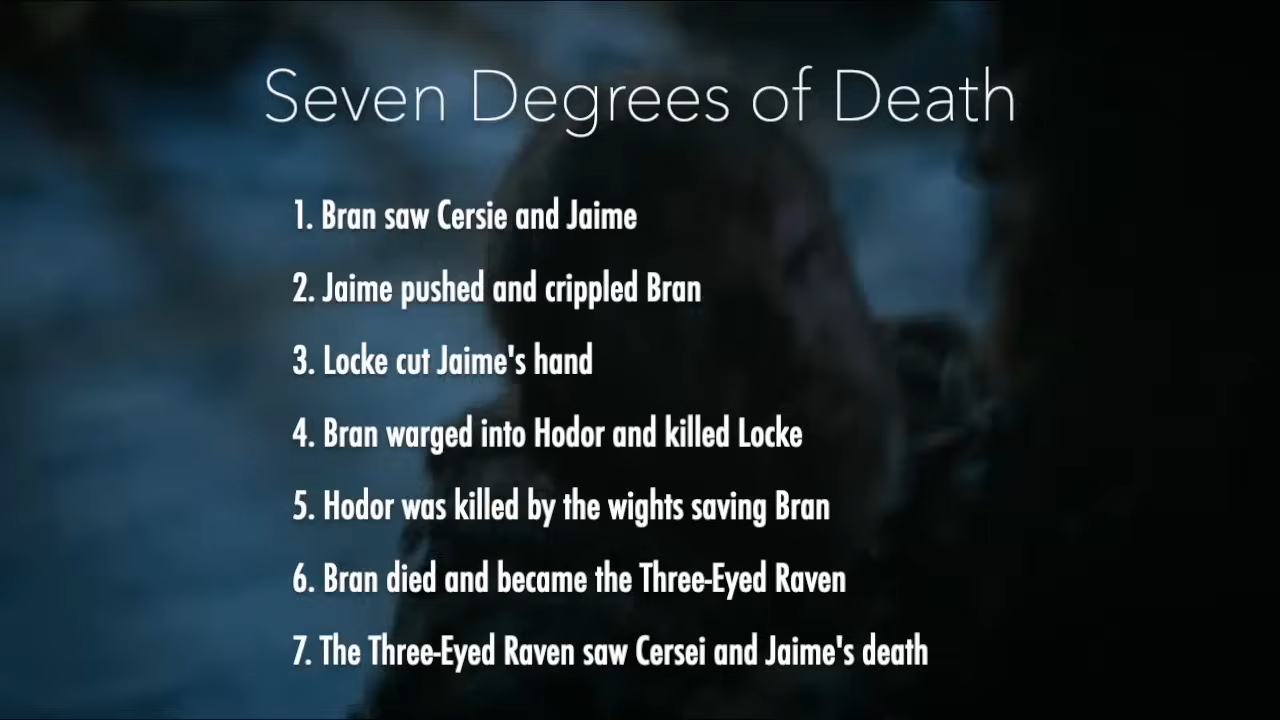 Seven Degrees of Death
1. Bran saw Cersie and Jaime
2. Jaime pushed and crippled Bran
3. Locke cut Jaime's hand
4. Bran warged into Hodor and killed Locke
5. Hodor was killed by the wights saving Bran
6. Bran died and became the Three-Eyed Raven
7. The Three-Eyed Raven saw Cersei and Jaime's death